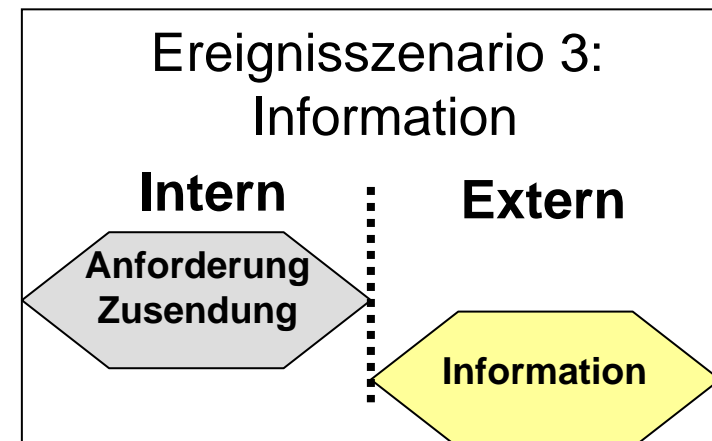 Ereignisszenario 3:
Information
Intern
Extern
Anforderung
Zusendung
Information